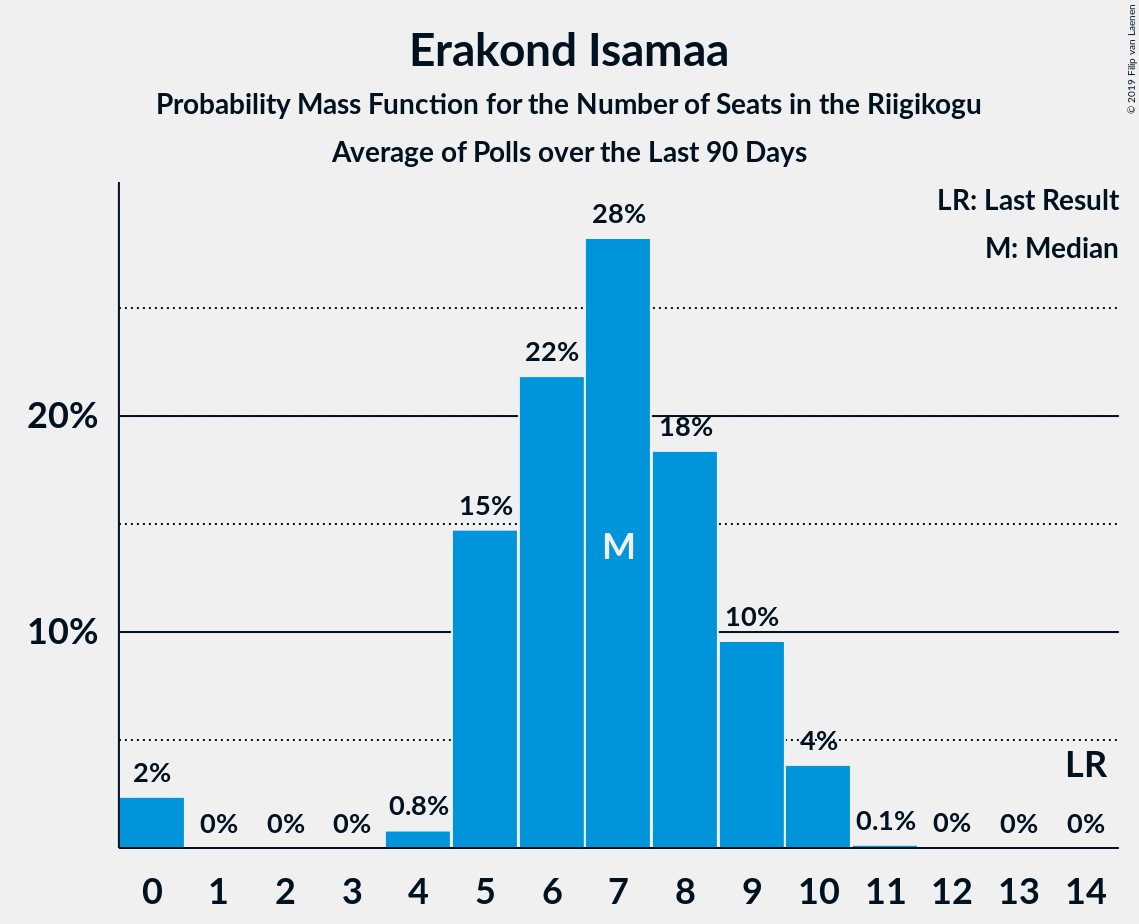 Erakond Isamaa
Probability Mass Function for the Number of Seats in the Riigikogu
Average of Polls over the Last 90 Days
© 2019 Filip van Laenen
LR: Last Result
M: Median
28%
22%
20%
18%
15%
M
10%
10%
4%
LR
2%
0%
0%
0%
0.8%
0.1%
0%
0%
0%
0 1 2 3 4 5 6 7 8 9 10 11 12 13 14